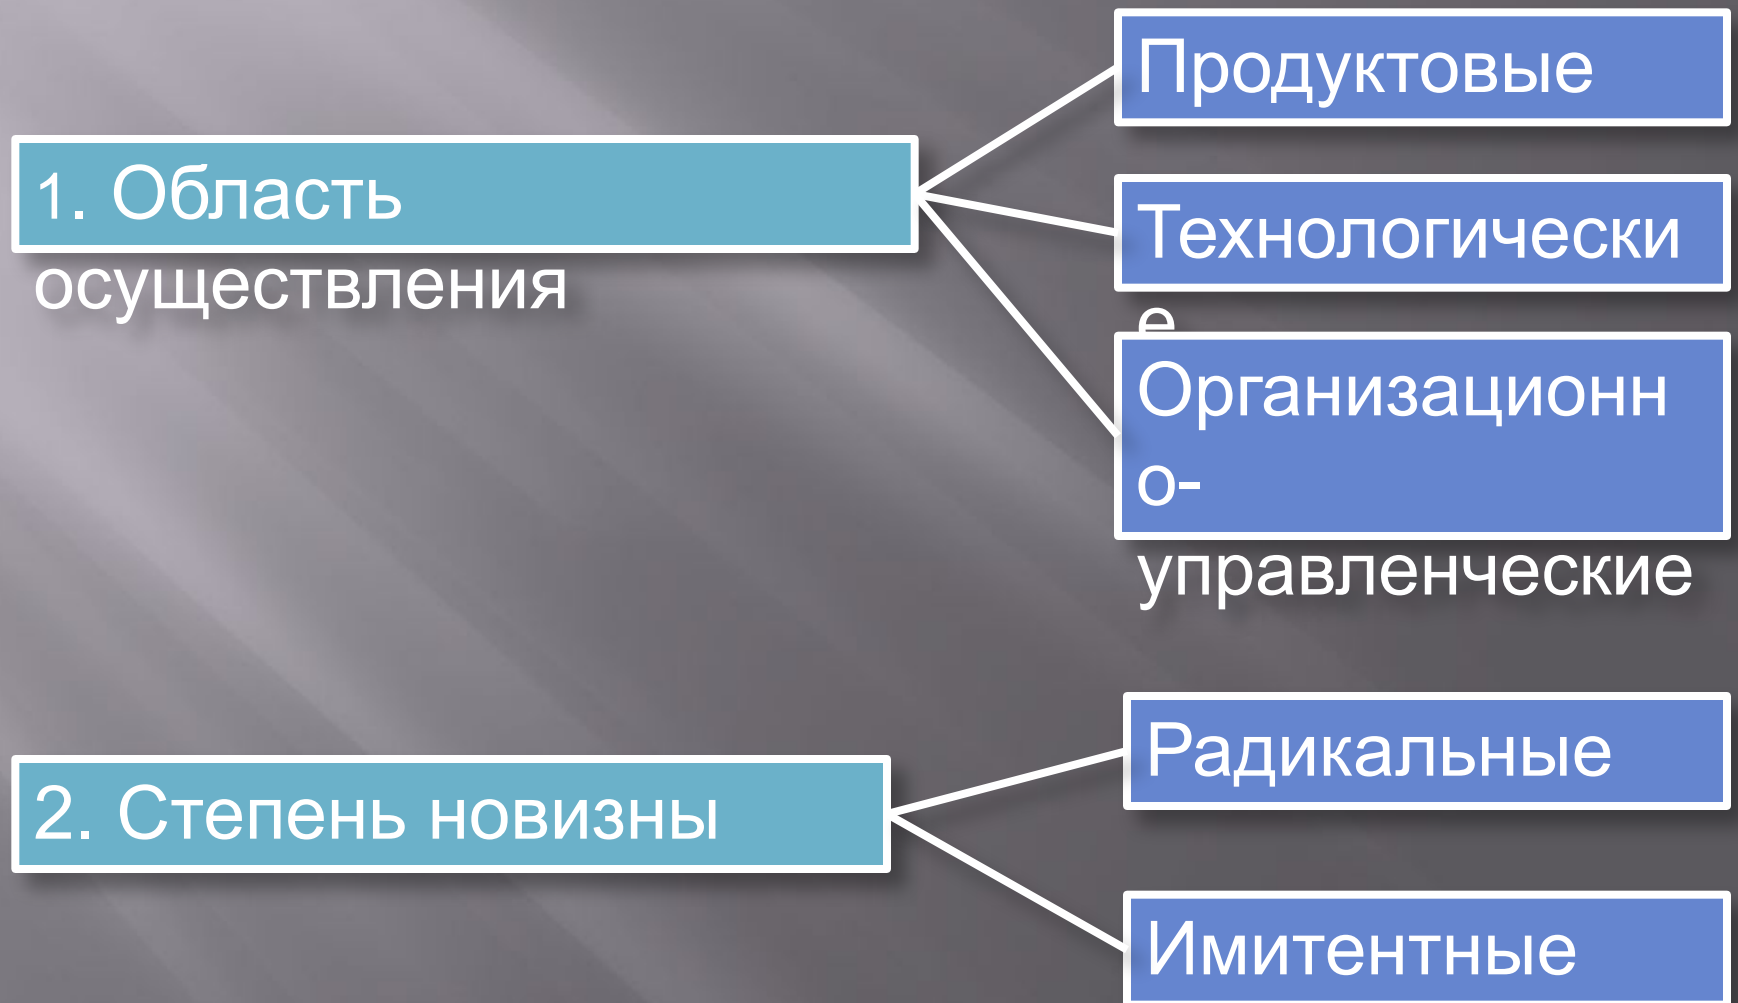 1. Область
осуществления
Продуктовые
Технологически
е
Организационн
о-
управленческие
2. Степень новизны
Радикальные
Имитентные